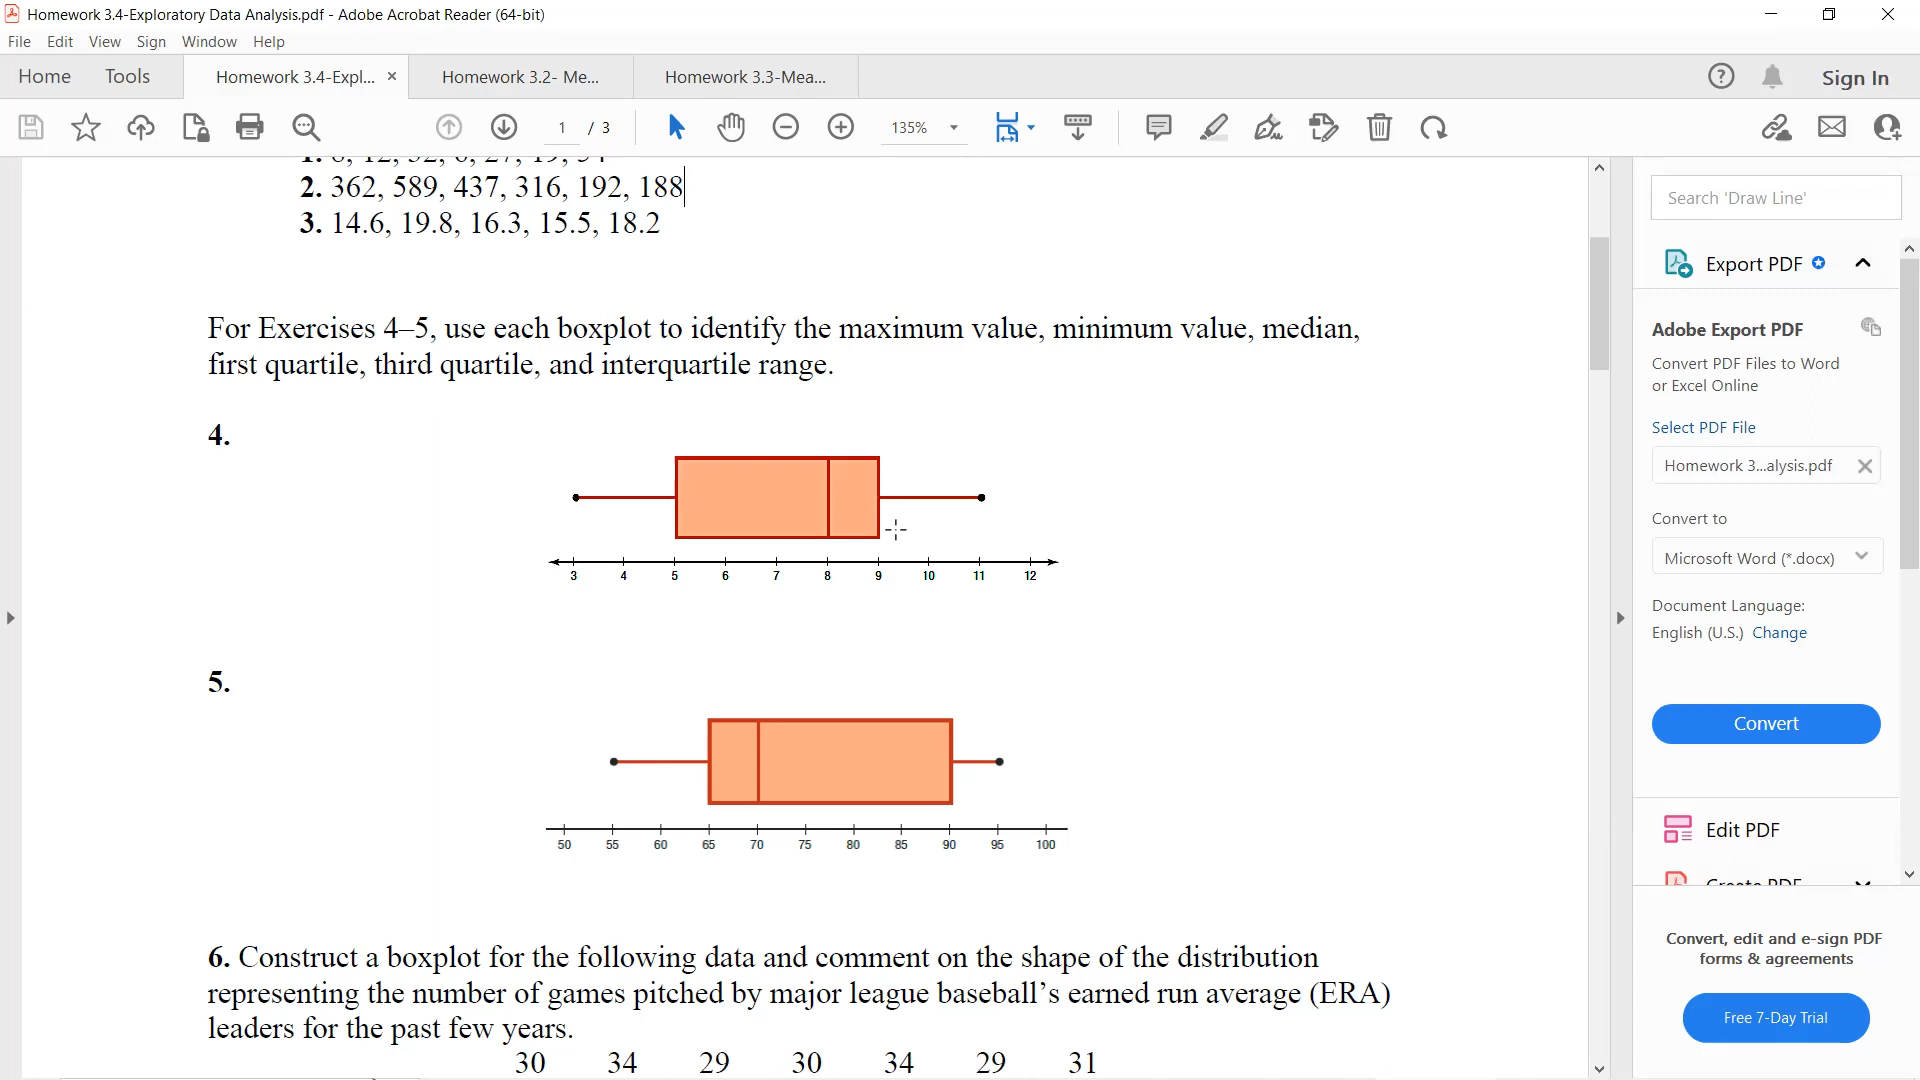 Homework 3.4-Exploratory Data Analysis.pdf - Adobe Acrobat Reader (64-bit)
File Edit View Sign Window Help
Home Tools Homework 3.4-Expl... × Homework 3.2- Me... Homework 3.3-Mea... Sign In
1 / 3 135%
2. 362, 589, 437, 316, 192, 188
3. 14.6, 19.8, 16.3, 15.5, 18.2
For Exercises 4–5, use each boxplot to identify the maximum value, minimum value, median,
first quartile, third quartile, and interquartile range.
4.
3 4 5 6 7 8 9 10 11 12
5.
50 55 60 65 70 75 80 85 90 95 100
6. Construct a boxplot for the following data and comment on the shape of the distribution
representing the number of games pitched by major league baseball’s earned run average (ERA)
leaders for the past few years.
30 34 29 30 34 29 31
Search 'Draw Line'
Export PDF
Adobe Export PDF
Convert PDF Files to Word
or Excel Online
Select PDF File
Homework 3...alysis.pdf
Convert to
Microsoft Word (*.docx)
Document Language:
English (U.S.) Change
Convert
Edit PDF
Create PDF
Convert, edit and e-sign PDF
forms & agreements
Free 7-Day Trial